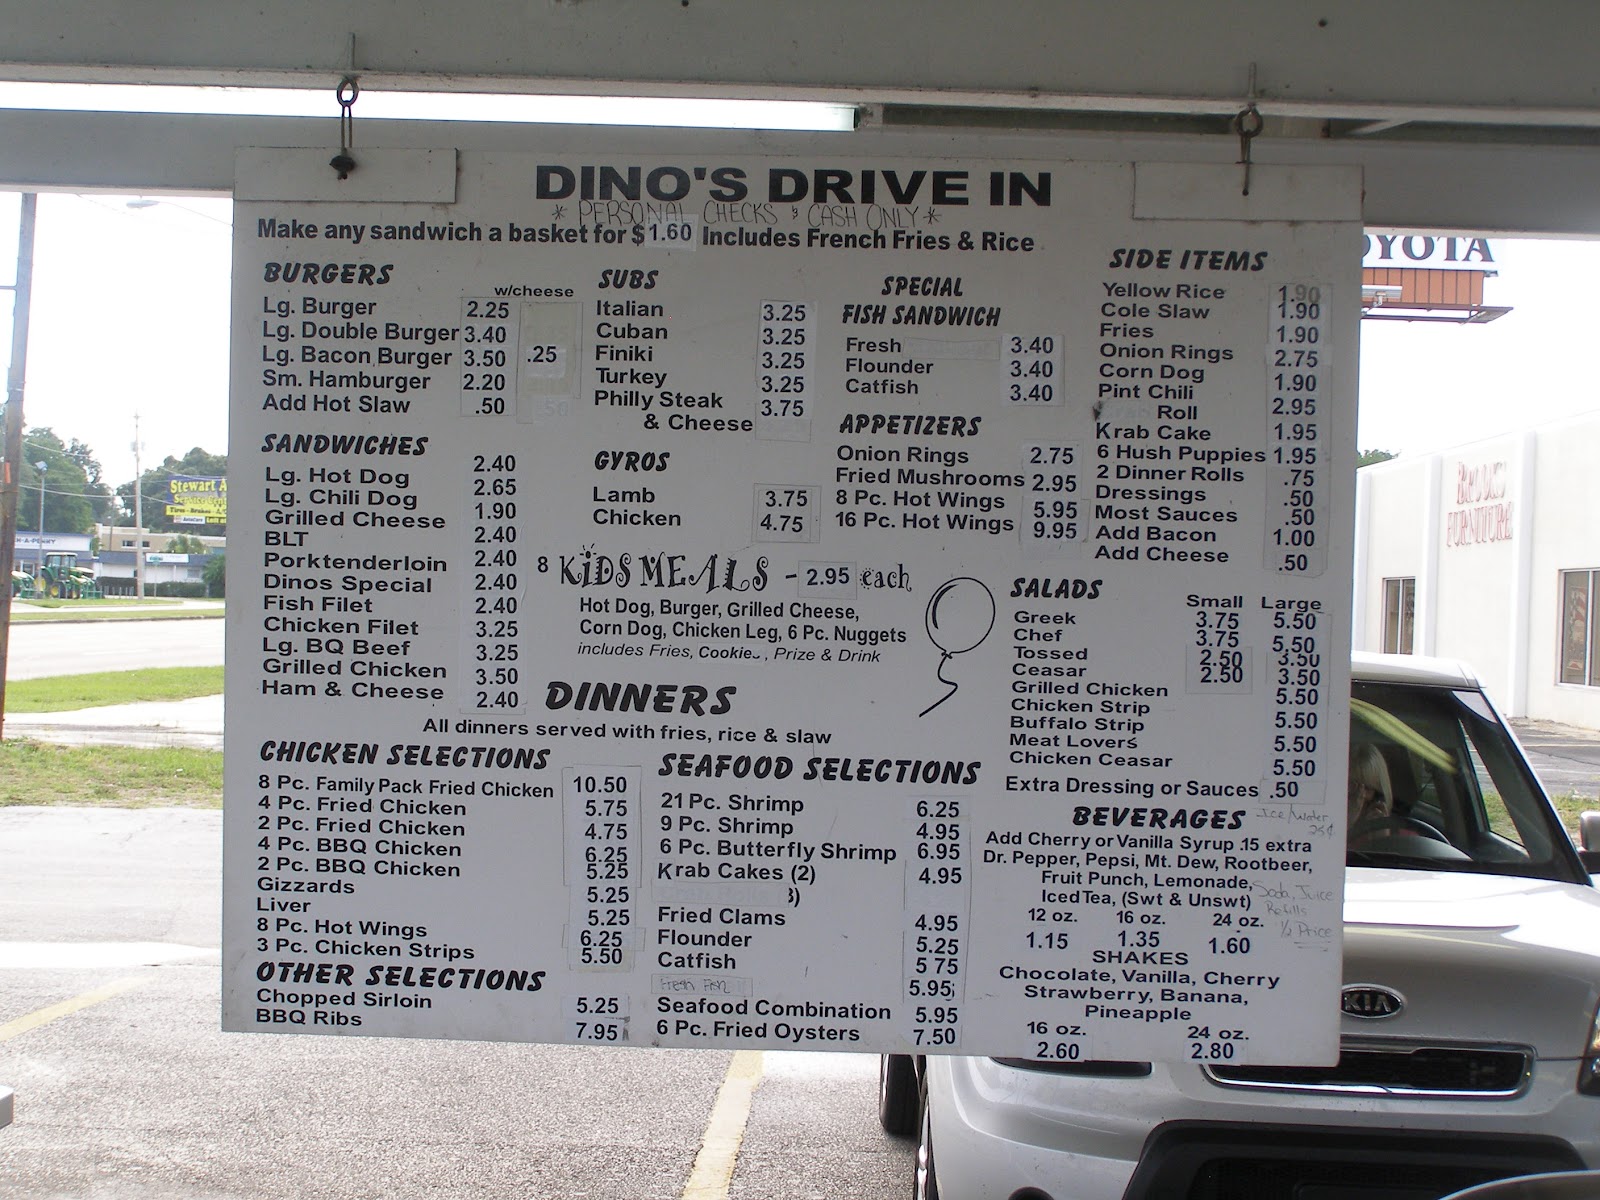 DINO'S DRIVE IN
* PERSONAL CHECKS & CASH ONLY *
Make any sandwich a basket for $1.60 Includes French Fries & Rice
BURGERS
w/cheese
Lg. Burger 2.25
Lg. Double Burger 3.40
Lg. Bacon Burger 3.50 .25
Sm. Hamburger 2.20
Add Hot Slaw .50 .50
SANDWICHES
Lg. Hot Dog 2.40
Lg. Chili Dog 2.65
Grilled Cheese 1.90
BLT 2.40
Porktenderloin 2.40
Dinos Special 2.40
Fish Filet 2.40
Chicken Filet 3.25
Lg. BQ Beef 3.25
Grilled Chicken 3.50
Ham & Cheese 2.40
SUBS
Italian 3.25
Cuban 3.25
Finiki 3.25
Turkey 3.25
Philly Steak 3.75
& Cheese
GYROS
Lamb 3.75
Chicken 4.75
SPECIAL
FISH SANDWICH
Fresh 3.40
Flounder 3.40
Catfish 3.40
APPETIZERS
Onion Rings 2.75
Fried Mushrooms 2.95
8 Pc. Hot Wings 5.95
16 Pc. Hot Wings 9.95
8 KiDS MEALS - 2.95 each
Hot Dog, Burger, Grilled Cheese,
Corn Dog, Chicken Leg, 6 Pc. Nuggets
includes Fries, Cookie, Prize & Drink
SIDE ITEMS
Yellow Rice 1.90
Cole Slaw 1.90
Fries 1.90
Onion Rings 2.75
Corn Dog 1.90
Pint Chili 2.95
Roll 1.95
Krab Cake 1.95
6 Hush Puppies .75
2 Dinner Rolls .50
Dressings .50
Most Sauces 1.00
Add Bacon .50
Add Cheese
SALADS
Small Large
Greek 3.75 5.50
Chef 3.75 5.50
Tossed 2.50 3.50
Ceasar 2.50 3.50
Grilled Chicken 5.50
Chicken Strip 5.50
Buffalo Strip 5.50
Meat Lovers 5.50
Chicken Ceasar
Extra Dressing or Sauces .50
DINNERS
All dinners served with fries, rice & slaw
CHICKEN SELECTIONS
8 Pc. Family Pack Fried Chicken 10.50
4 Pc. Fried Chicken 5.75
2 Pc. Fried Chicken 4.75
4 Pc. BBQ Chicken 6.25
2 Pc. BBQ Chicken 5.25
Gizzards 5.25
Liver 5.25
8 Pc. Hot Wings 6.25
3 Pc. Chicken Strips 5.50
OTHER SELECTIONS
Chopped Sirloin 5.25
BBQ Ribs 7.95
SEAFOOD SELECTIONS
21 Pc. Shrimp 6.25
9 Pc. Shrimp 4.95
6 Pc. Butterfly Shrimp 6.95
Krab Cakes (2) 4.95
Fried Clams 4.95
Flounder 5.25
Catfish 5 75
Fresh Fish 5.95
Seafood Combination 5.95
6 Pc. Fried Oysters 7.50
BEVERAGES
Ice/Water
25¢
Add Cherry or Vanilla Syrup .15 extra
Dr. Pepper, Pepsi, Mt. Dew, Rootbeer,
Fruit Punch, Lemonade,
Iced Tea, (Swt & Unswt)
Soda, Juice
Refills
1/2 Price
12 oz. 16 oz. 24 oz.
1.15 1.35 1.60
SHAKES
Chocolate, Vanilla, Cherry
Strawberry, Banana,
Pineapple
16 oz. 24 oz.
2.60 2.80
OYOTA
FURNITURE
KIA
Stewart A
Service Cent